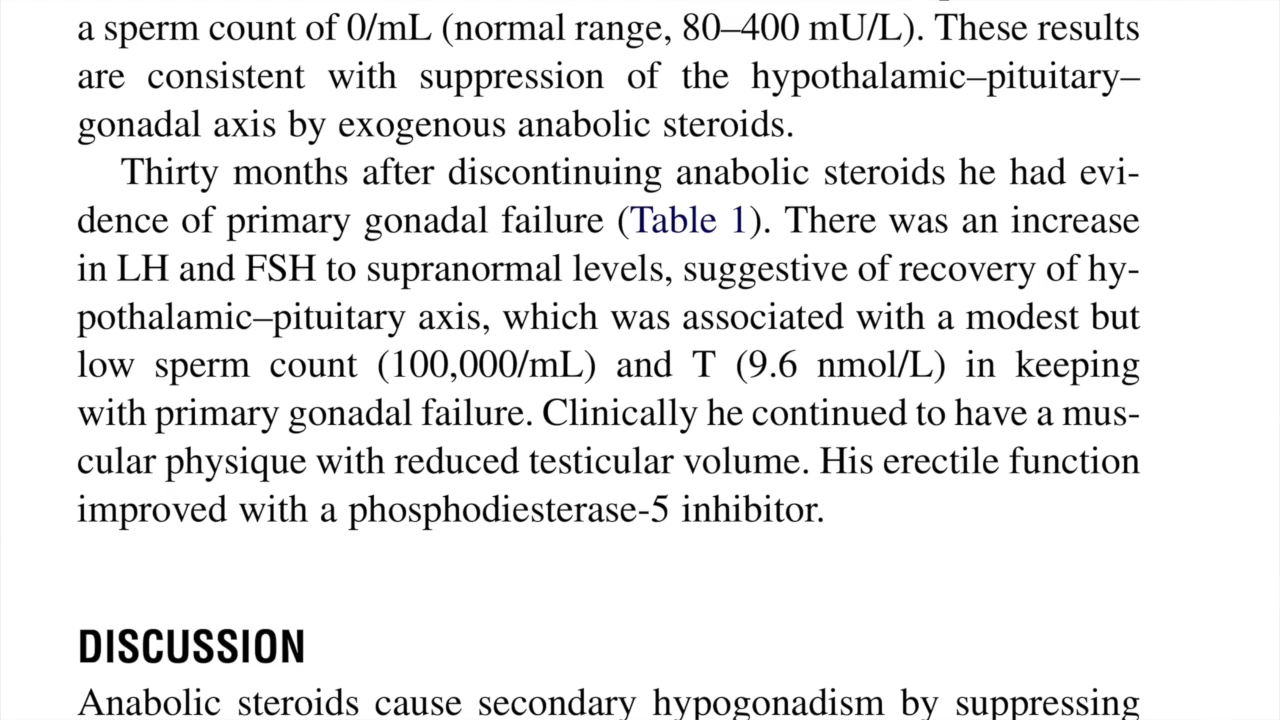 a sperm count of 0/mL (normal range, 80–400 mU/L). These results
are consistent with suppression of the hypothalamic–pituitary–
gonadal axis by exogenous anabolic steroids.
Thirty months after discontinuing anabolic steroids he had evi-
dence of primary gonadal failure (Table 1). There was an increase
in LH and FSH to supranormal levels, suggestive of recovery of hy-
pothalamic–pituitary axis, which was associated with a modest but
low sperm count (100,000/mL) and T (9.6 nmol/L) in keeping
with primary gonadal failure. Clinically he continued to have a mus-
cular physique with reduced testicular volume. His erectile function
improved with a phosphodiesterase-5 inhibitor.
DISCUSSION
Anabolic steroids cause secondary hypogonadism by suppressing